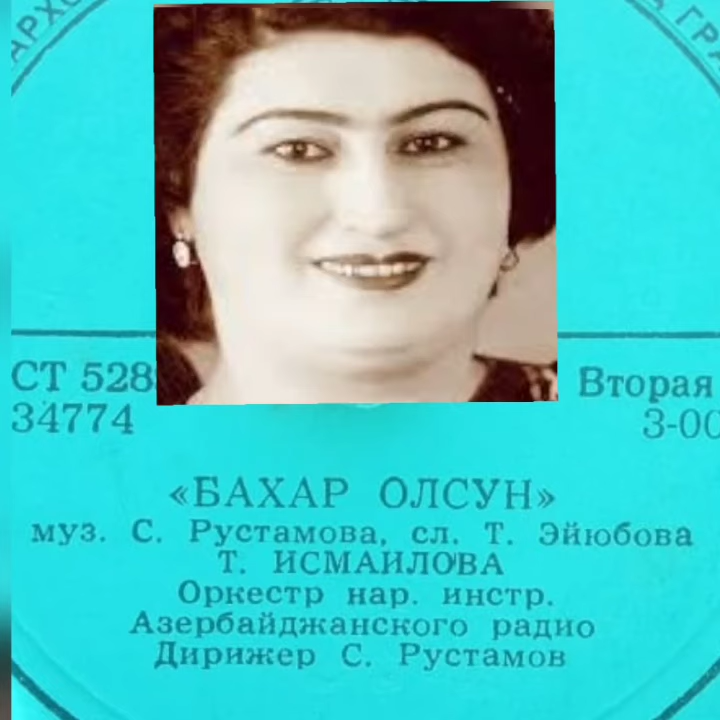 СТ 528
Вторая
34774
3-00
«БАХАР ОЛСУН»
муз. С. Рустамова, сл. Т. Эйюбова
Т. ИСМАИЛОВА
Оркестр нар. инстр.
Азербайджанского радио
Дирижер С. Рустамов